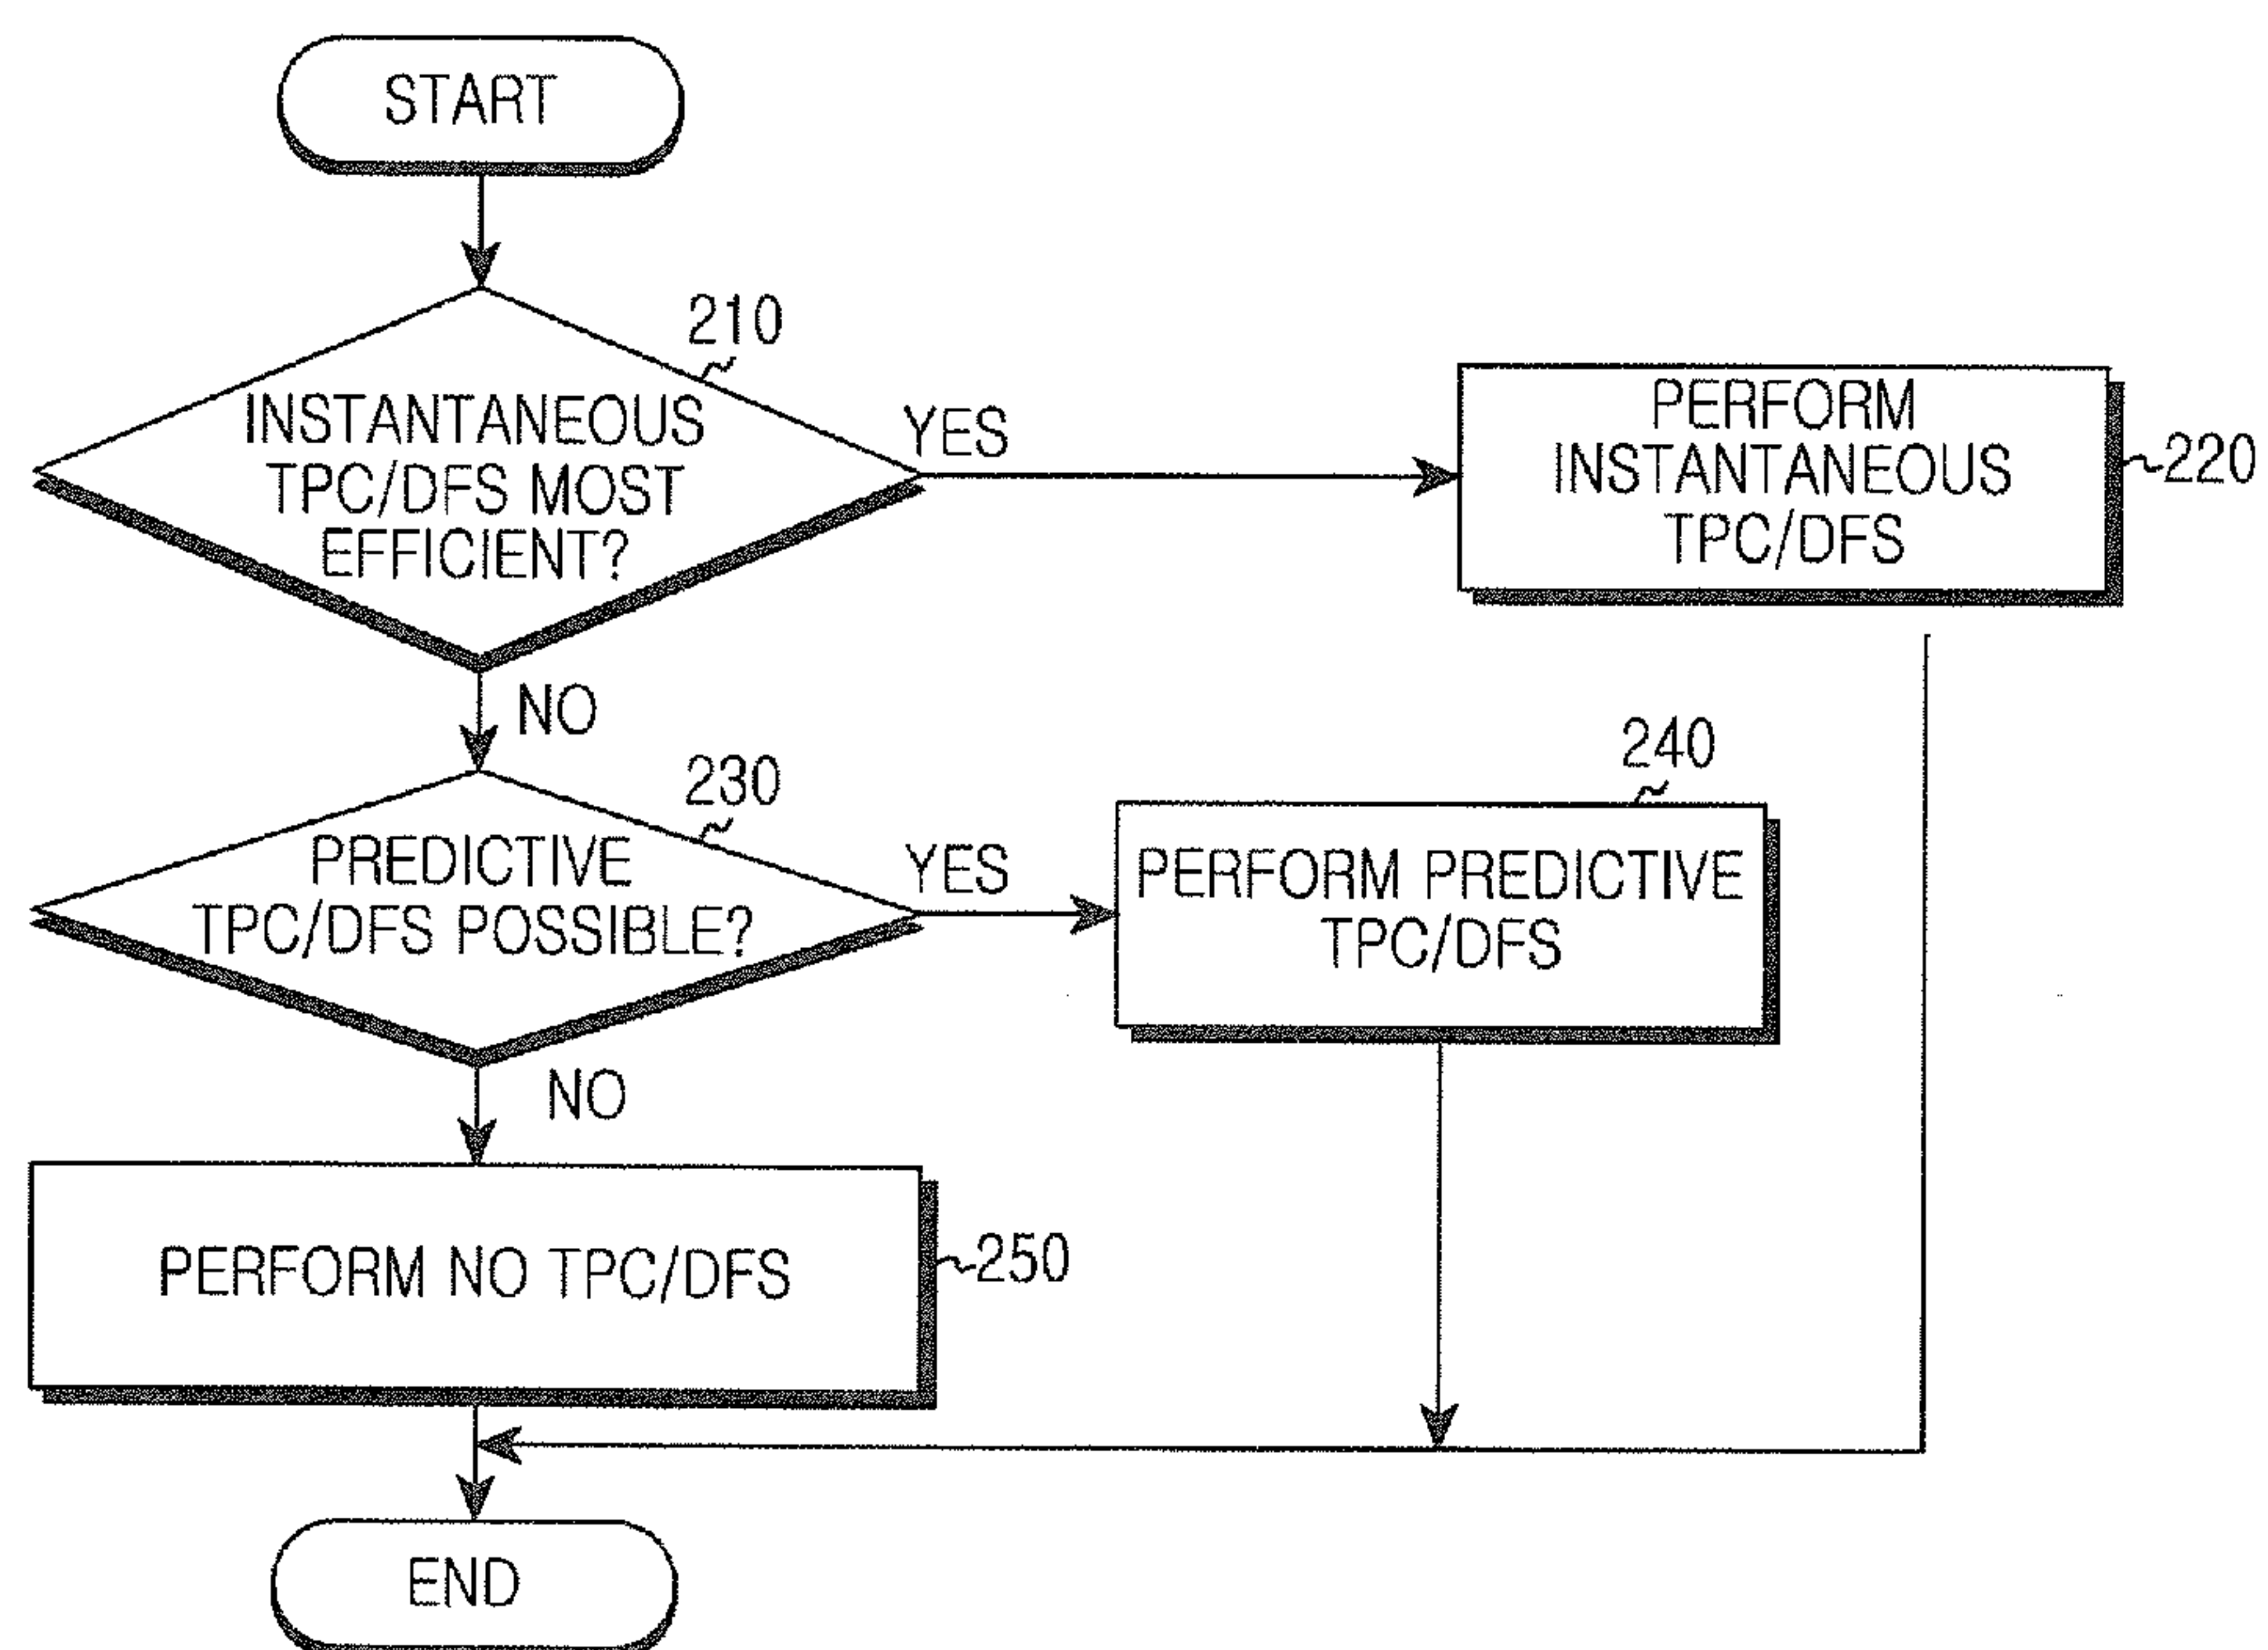 START
210
INSTANTANEOUS
TPC/DFS MOST
EFFICIENT?
YES
PERFORM
INSTANTANEOUS
TPC/DFS
220
NO
230
PREDICTIVE
TPC/DFS POSSIBLE?
YES
240
PERFORM PREDICTIVE
TPC/DFS
NO
PERFORM NO TPC/DFS
250
END